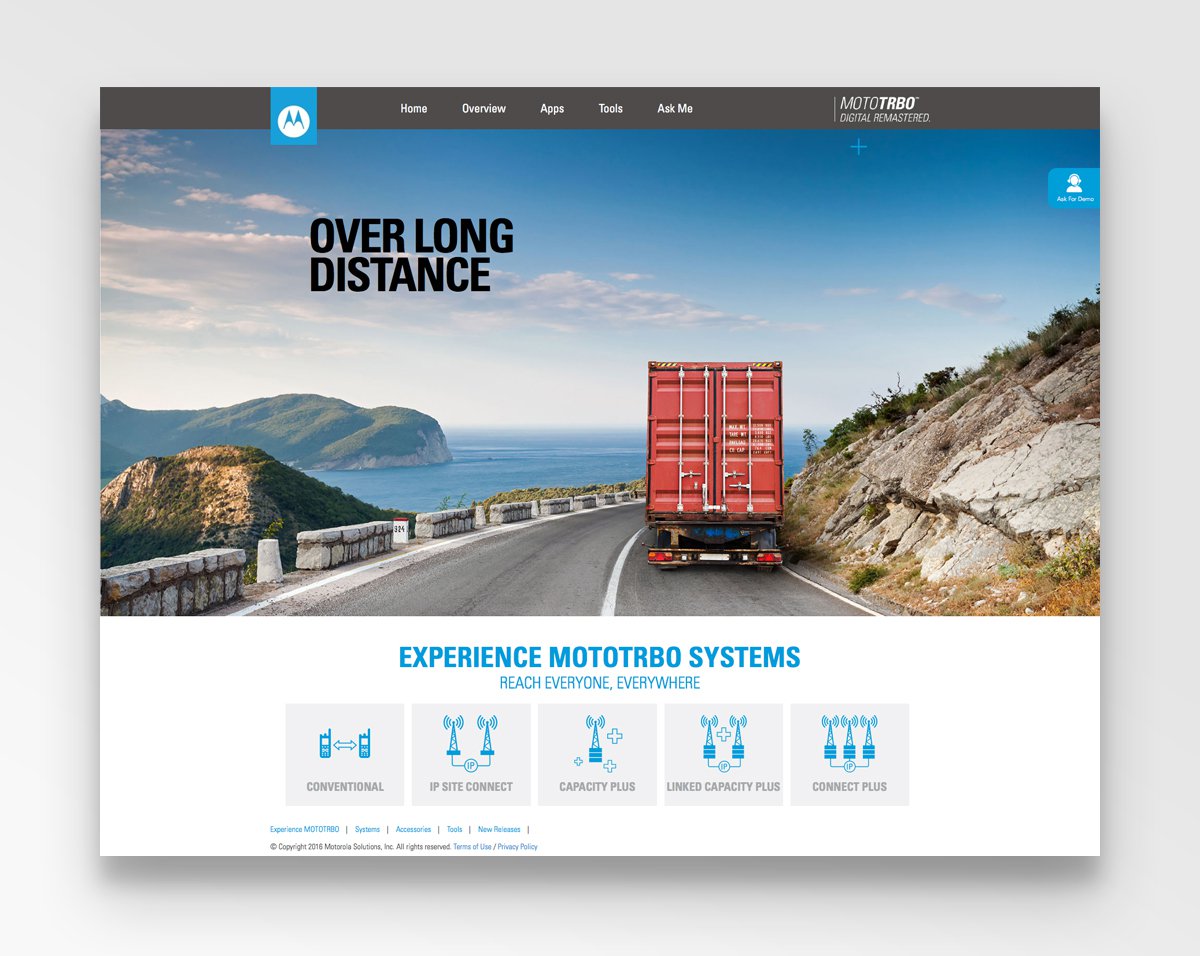 Home Overview Apps Tools Ask Me
MOTOTRBO™
DIGITAL REMASTERED.
Ask For Demo
OVER LONG
DISTANCE
324
EXPERIENCE MOTOTRBO SYSTEMS
REACH EVERYONE, EVERYWHERE
IP
IP
IP
CONVENTIONAL
IP SITE CONNECT
CAPACITY PLUS
LINKED CAPACITY PLUS
CONNECT PLUS
Experience MOTOTRBO | Systems | Accessories | Tools | New Releases |
© Copyright 2016 Motorola Solutions, Inc. All rights reserved. Terms of Use / Privacy Policy